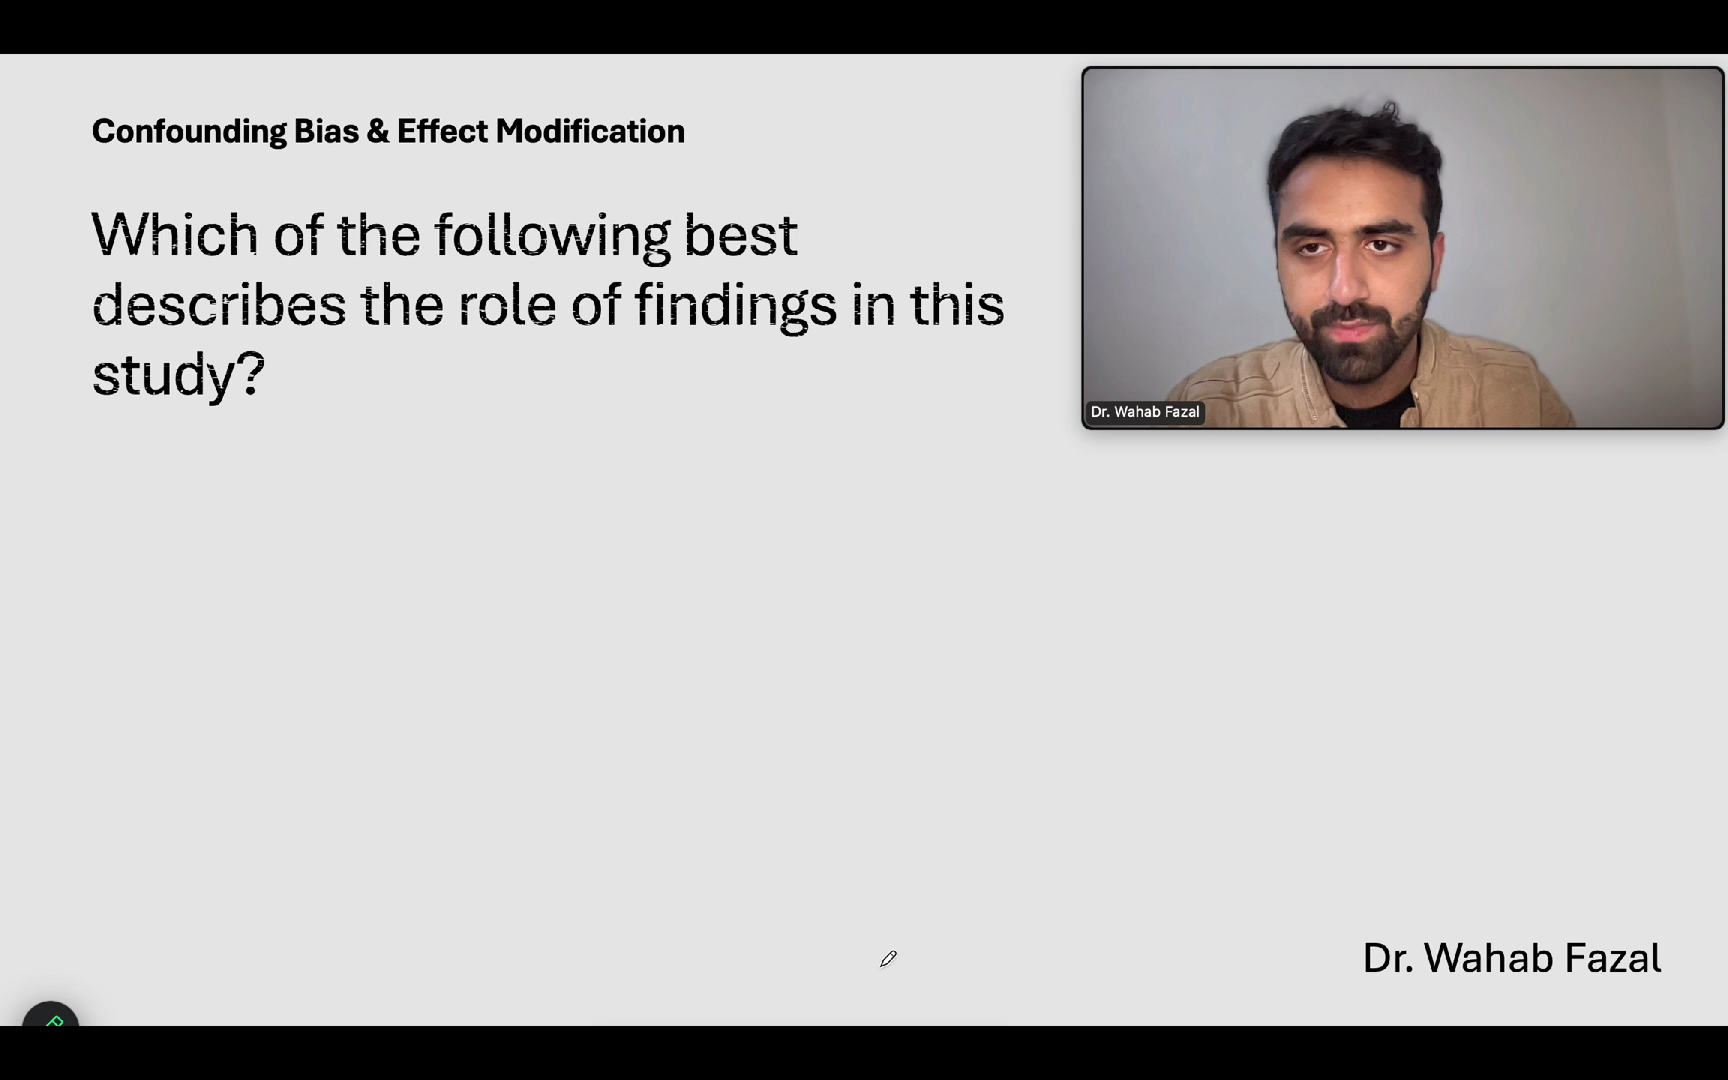 Confounding Bias & Effect Modification
Which of the following best
describes the role of findings in this
study?
Dr. Wahab Fazal
Dr. Wahab Fazal